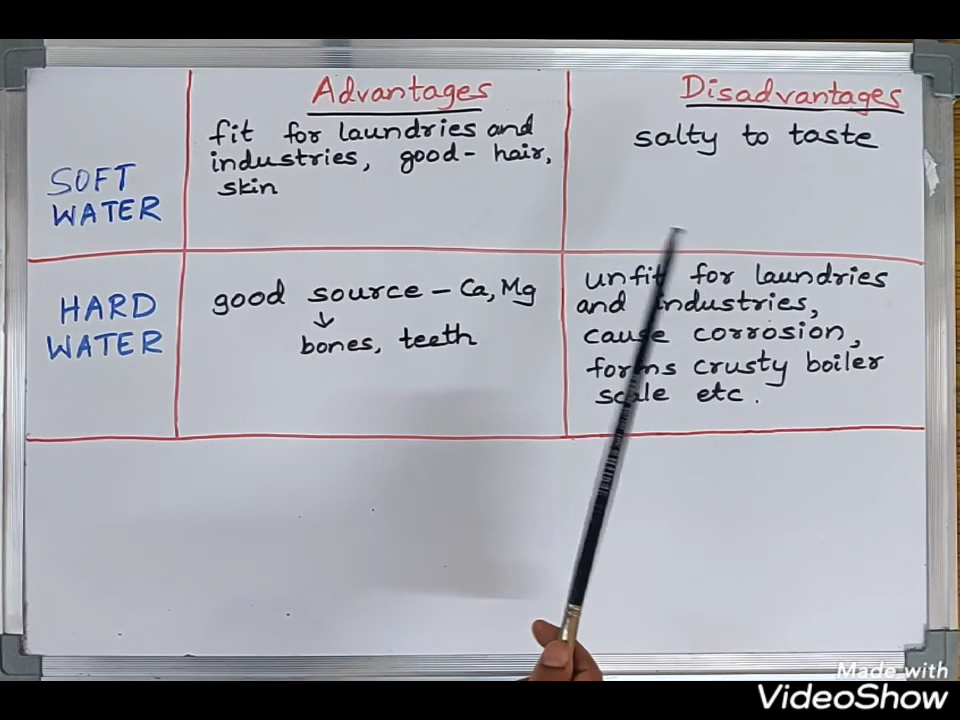 Advantages
Disadvantages
SOFT
WATER
fit for laundries and
industries, good - hair,
skin
salty to taste
HARD
WATER
good source - Ca, Mg
↓
bones, teeth
unfit for laundries
and industries,
cause corrosion,
forms crusty boiler
scale etc.
Made with
VideoShow